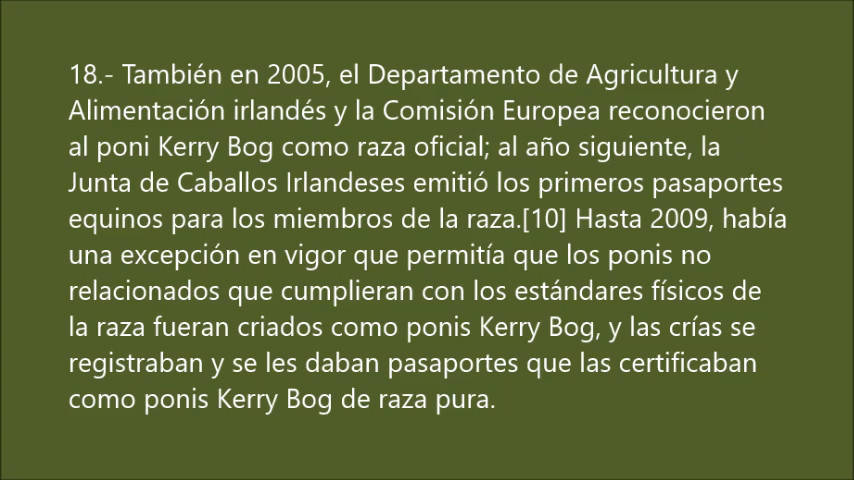 18.- También en 2005, el Departamento de Agricultura y
Alimentación irlandés y la Comisión Europea reconocieron
al poni Kerry Bog como raza oficial; al año siguiente, la
Junta de Caballos Irlandeses emitió los primeros pasaportes
equinos para los miembros de la raza.[10] Hasta 2009, había
una excepción en vigor que permitía que los ponis no
relacionados que cumplieran con los estándares físicos de
la raza fueran criados como ponis Kerry Bog, y las crías se
registraban y se les daban pasaportes que las certificaban
como ponis Kerry Bog de raza pura.